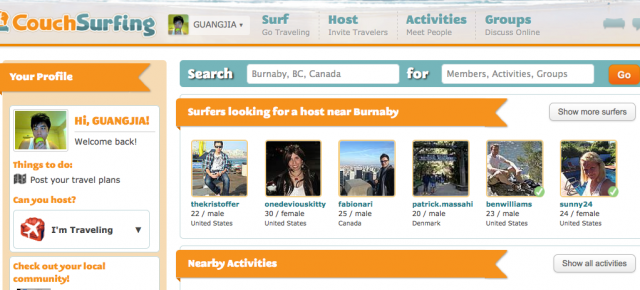 CouchSurfing
GUANGJIA ▾
Surf
Go Traveling
Host
Invite Travelers
Activities
Meet People
Groups
Discuss Online
Your Profile
Hi, GUANGJIA!
Welcome back!
Things to do:
Post your travel plans
Can you host?
I'm Traveling ▼
Check out your local
community!
Search Burnaby, BC, Canada for Members, Activities, Groups Go
Surfers looking for a host near Burnaby Show more surfers
thekristoffer
22 / male
United States
onedeviouskitty
30 / female
United States
fabionari
25 / male
Canada
patrick.massahi
20 / male
Denmark
benwilliams
23 / male
United States
sunny24
24 / female
United States
Nearby Activities Show all activities